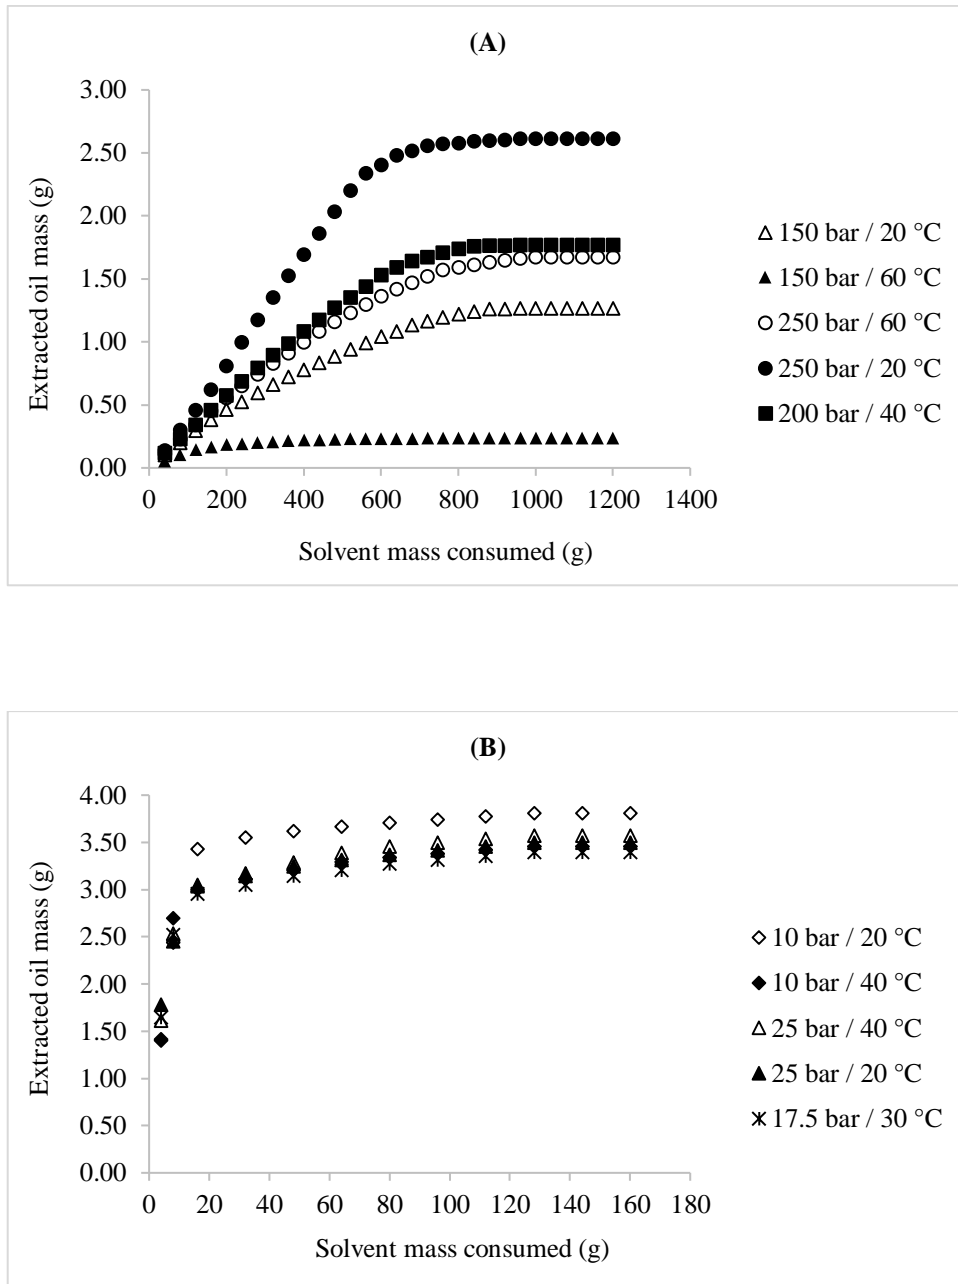 (A)
3.00
2.50
2.00
1.50
1.00
0.50
0.00
Extracted oil mass (g)
0 200 400 600 800 1000 1200 1400
Solvent mass consumed (g)
150 bar / 20 °C
150 bar / 60 °C
250 bar / 60 °C
250 bar / 20 °C
200 bar / 40 °C
(B)
4.00
3.50
3.00
2.50
2.00
1.50
1.00
0.50
0.00
Extracted oil mass (g)
0 20 40 60 80 100 120 140 160 180
Solvent mass consumed (g)
10 bar / 20 °C
10 bar / 40 °C
25 bar / 40 °C
25 bar / 20 °C
17.5 bar / 30 °C